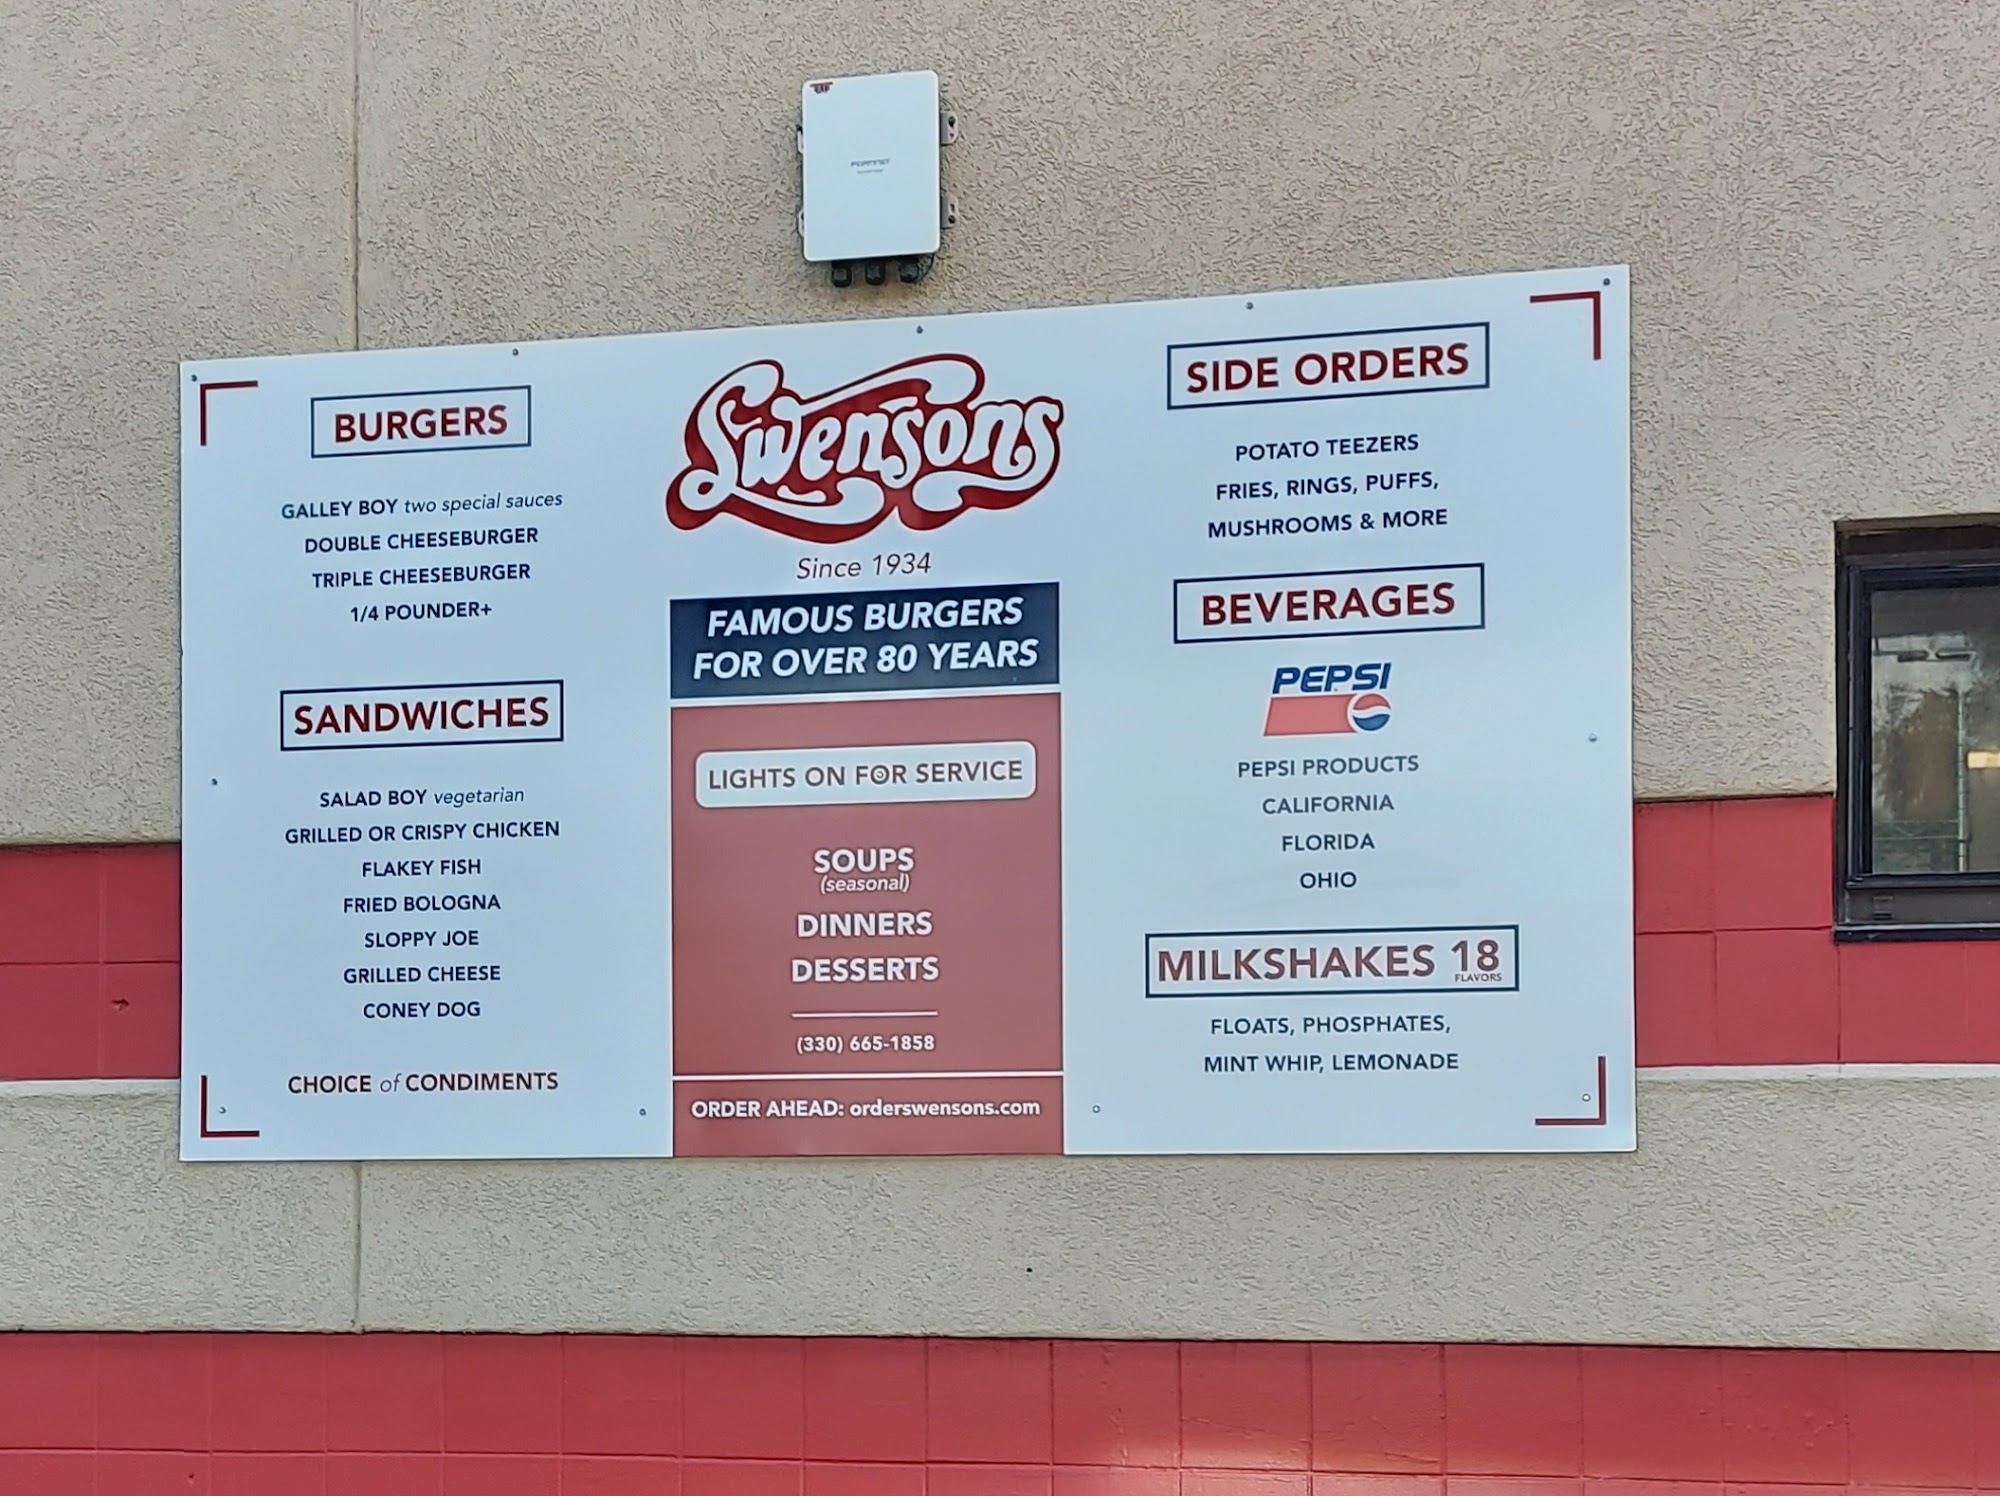 BURGERS
GALLEY BOY two special sauces
DOUBLE CHEESEBURGER
TRIPLE CHEESEBURGER
1/4 POUNDER+
SANDWICHES
SALAD BOY vegetarian
GRILLED OR CRISPY CHICKEN
FLAKEY FISH
FRIED BOLOGNA
SLOPPY JOE
GRILLED CHEESE
CONEY DOG
CHOICE of CONDIMENTS
Swensons
Since 1934
FAMOUS BURGERS
FOR OVER 80 YEARS
LIGHTS ON FOR SERVICE
SOUPS
(seasonal)
DINNERS
DESSERTS
(330) 665-1858
ORDER AHEAD: orderswensons.com
SIDE ORDERS
POTATO TEEZERS
FRIES, RINGS, PUFFS,
MUSHROOMS & MORE
BEVERAGES
PEPSI
PEPSI PRODUCTS
CALIFORNIA
FLORIDA
OHIO
MILKSHAKES 18
FLAVORS
FLOATS, PHOSPHATES,
MINT WHIP, LEMONADE